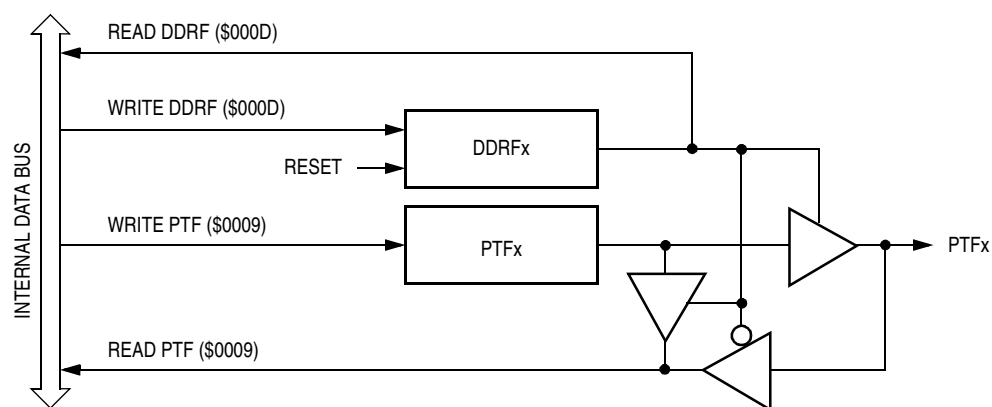 READ DDRF ($000D)
WRITE DDRF ($000D)
RESET
DDRFx
WRITE PTF ($0009)
PTFx
PTFx
READ PTF ($0009)
INTERNAL DATA BUS